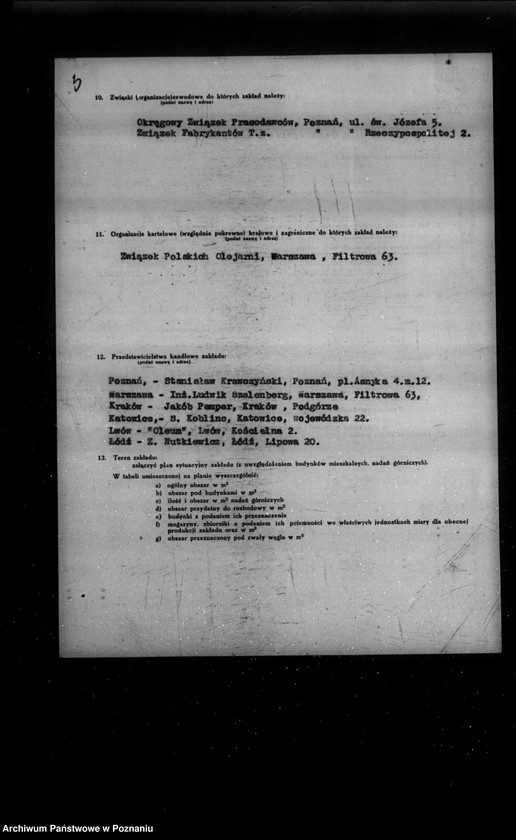 5
10. Związki (organizacje)zawodowe do których zakład należy:
(podać nazwę i adres)
Okręgowy Związek Pracodawców, Poznań, ul. św. Józefa 5.
Związek Fabrykantów T.z. " " Rzeczypospolitej 2.
11. Organizacje kartelowe (względnie pokrewne) krajowe i zagraniczne do których zakład należy:
(podać nazwę i adres)
Związek Polskich Olejarni, Warszawa , Filtrowa 63.
12. Przedstawicielstwa handlowe zakładu:
(podać nazwę i adres)
Poznań, - Stanisław Krawczyński, Poznań, pl.Asnyka 4.m.12.
Warszawa - Inż.Ludwik Szelenberg, Warszawa, Filtrowa 63,
Kraków - Jakób Pemper, Kraków , Podgórze
Katowice,- S. Koblinc, Katowice, Wojewódzka 22.
Lwów - "Oleum", Lwów, Kościelna 2.
Łódź - Z. Nutkiewicz, Łódź, Lipowa 20.
13. Teren zakładu:
załączyć plan sytuacyjny zakładu (z uwzględnieniem budynków mieszkalnych, nadań górniczych).
W tabeli umieszczonej na planie wyszczególnić:
a) ogólny obszar w m²
b) obszar pod budynkami w m²
c) ilość i obszar w m² nadań górniczych
d) obszar przydatny do rozbudowy w m²
e) budynki z podaniem ich przeznaczenia
f) magazyny, zbiorniki z podaniem ich pojemności we właściwych jednostkach miary dla obecnej
produkcji zakładu oraz w m²
g) obszar przeznaczony pod zwały węgla w m²
Archiwum Państwowe w Poznaniu